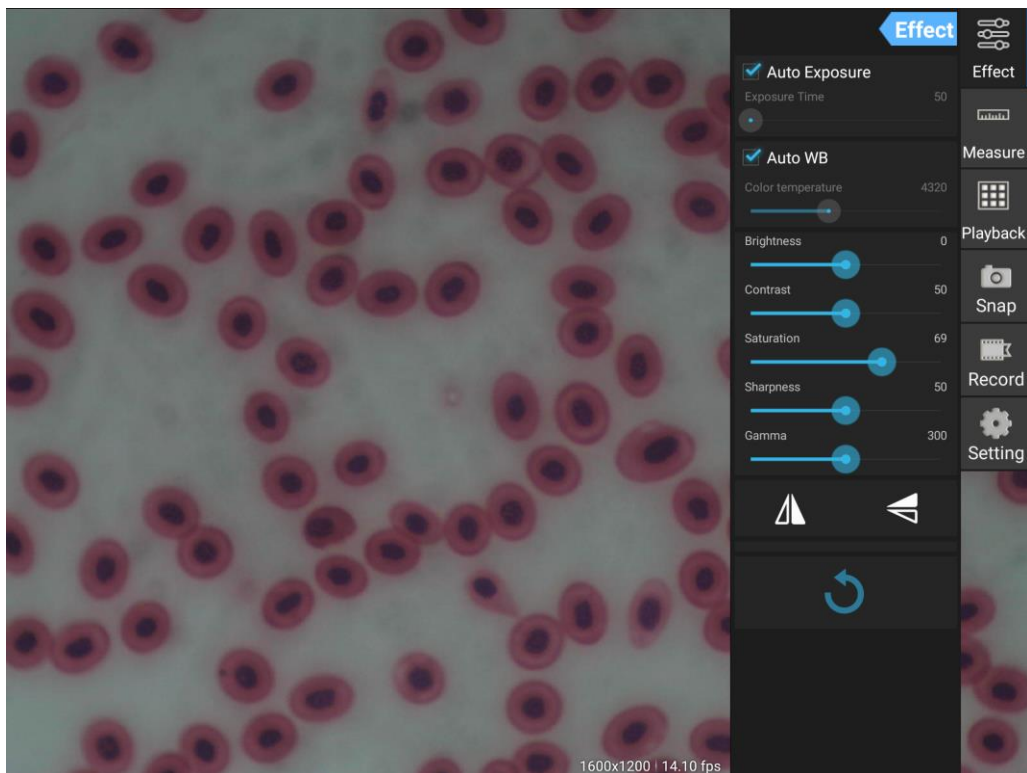 Effect
Auto Exposure
Exposure Time 50
Auto WB
Color temperature 4320
Brightness 0
Contrast 50
Saturation 69
Sharpness 50
Gamma 300
Effect
Measure
Playback
Snap
Record
Setting
1600x1200 | 14.10 fps